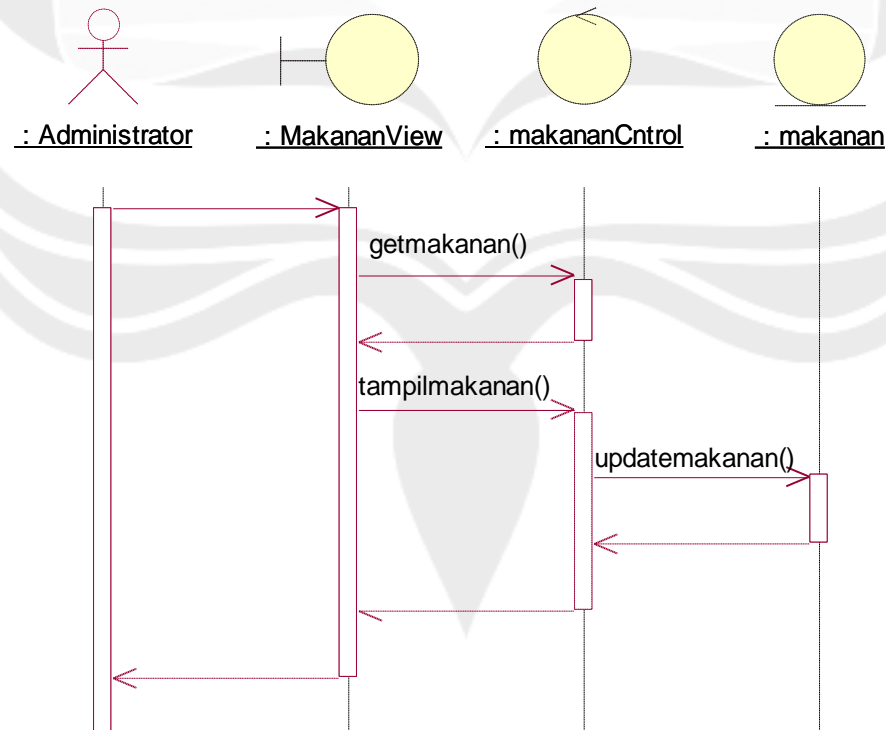 : Administrator
: MakananView
: makananCntrol
: makanan
getmakanan()
tampilmakanan()
updatemakanan()